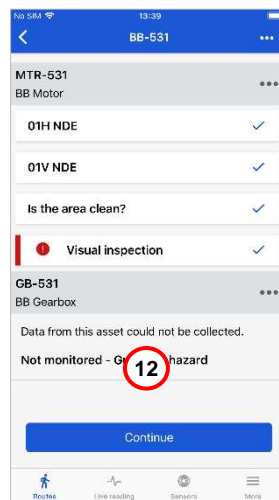 No SIM 13:39
BB-531
MTR-531
BB Motor
01H NDE
01V NDE
Is the area clean?
Visual inspection
GB-531
BB Gearbox
Data from this asset could not be collected.
Not monitored - hazard
12
Continue
Routes Live reading Sensors More